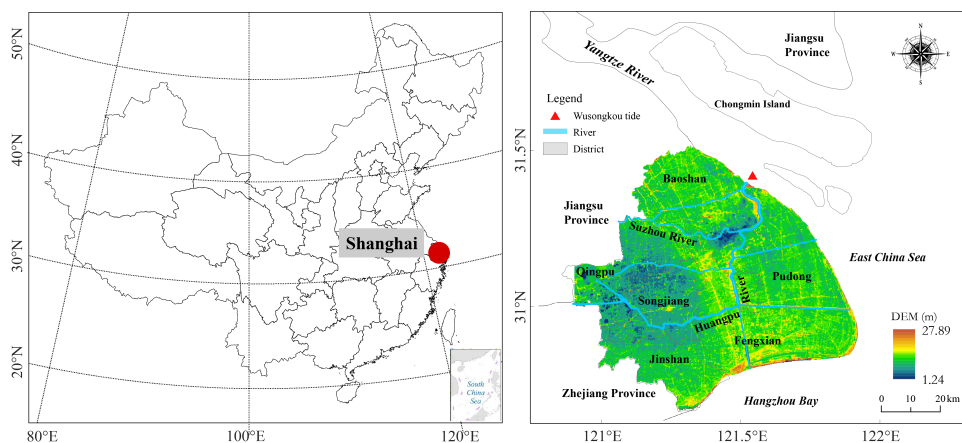 50°N
40°N
30°N
20°N
80°E
100°E
120°E
Shanghai
South
China
Sea
Jiangsu
Province
Yangtze River
Chongmin Island
N
W
E
S
Legend
Wusongkou tide
River
District
31.5°N
31°N
Baoshan
Jiangsu
Province
Suzhou River
East China Sea
Qingpu
Pudong
Songjiang
River
Huangpu
Fengxian
Jinshan
Zhejiang Province
Hangzhou Bay
DEM (m)
27.89
1.24
0
10
20 km
121°E
121.5°E
122°E